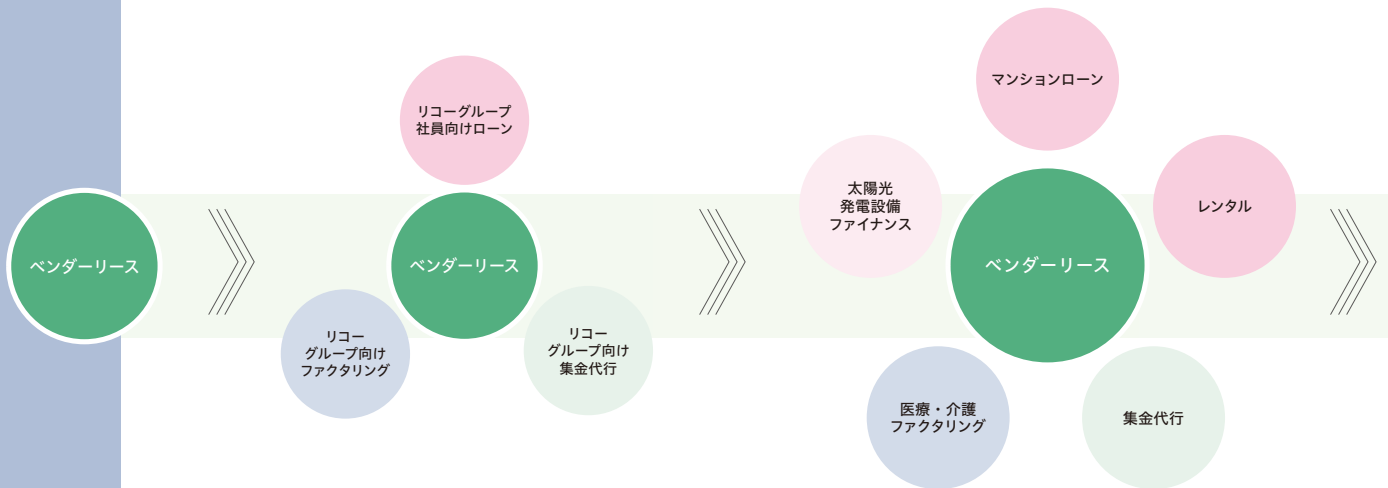 ベンダーリース
リコーグループ
社員向けローン
ベンダーリース
リコー
グループ向け
ファクタリング
リコー
グループ向け
集金代行
マンションローン
太陽光
発電設備
ファイナンス
ベンダーリース
レンタル
医療・介護
ファクタリング
集金代行